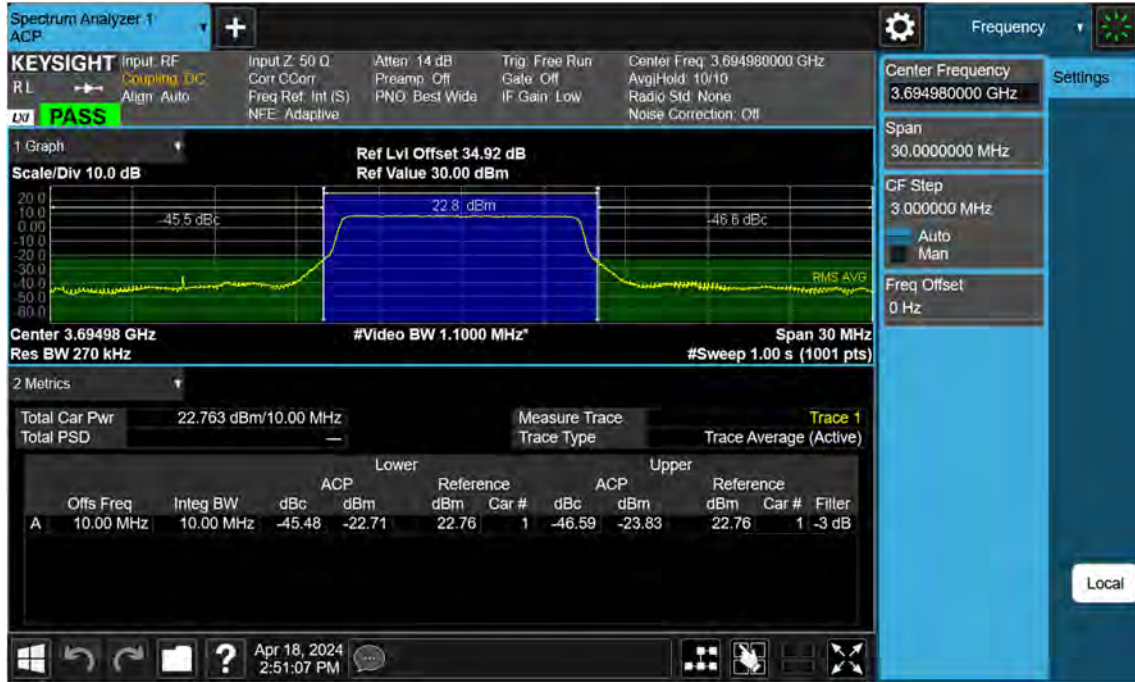 Spectrum Analyzer 1
ACP
+
Frequency
KEYSIGHT
RL
LXI PASS
Input: RF
Coupling: DC
Align: Auto
Input Z: 50 Ω
Corr CCorr
Freq Ref: Int (S)
NFE: Adaptive
Atten: 14 dB
Preamp: Off
PNO: Best Wide
Trig: Free Run
Gate: Off
IF Gain: Low
Center Freq: 3.694980000 GHz
Avg|Hold: 10/10
Radio Std: None
Noise Correction: Off
Center Frequency
3.694980000 GHz
Settings
Span
30.0000000 MHz
CF Step
3.000000 MHz
Auto
Man
Freq Offset
0 Hz
1 Graph
Scale/Div 10.0 dB
Ref Lvl Offset 34.92 dB
Ref Value 30.00 dBm
20.0
10.0
0.00
-10.0
-20.0
-30.0
-40.0
-50.0
-60.0
-45.5 dBc
22.8 dBm
-46.6 dBc
RMS AVG
Center 3.69498 GHz
#Video BW 1.1000 MHz*
Span 30 MHz
Res BW 270 kHz
#Sweep 1.00 s (1001 pts)
2 Metrics
Total Car Pwr 22.763 dBm/10.00 MHz
Total PSD —
Measure Trace Trace 1
Trace Type Trace Average (Active)
Lower Upper
ACP Reference ACP Reference
Offs Freq Integ BW dBc dBm dBm Car # dBc dBm dBm Car # Filter
A 10.00 MHz 10.00 MHz -45.48 -22.71 22.76 1 -46.59 -23.83 22.76 1 -3 dB
Local
?
Apr 18, 2024
2:51:07 PM